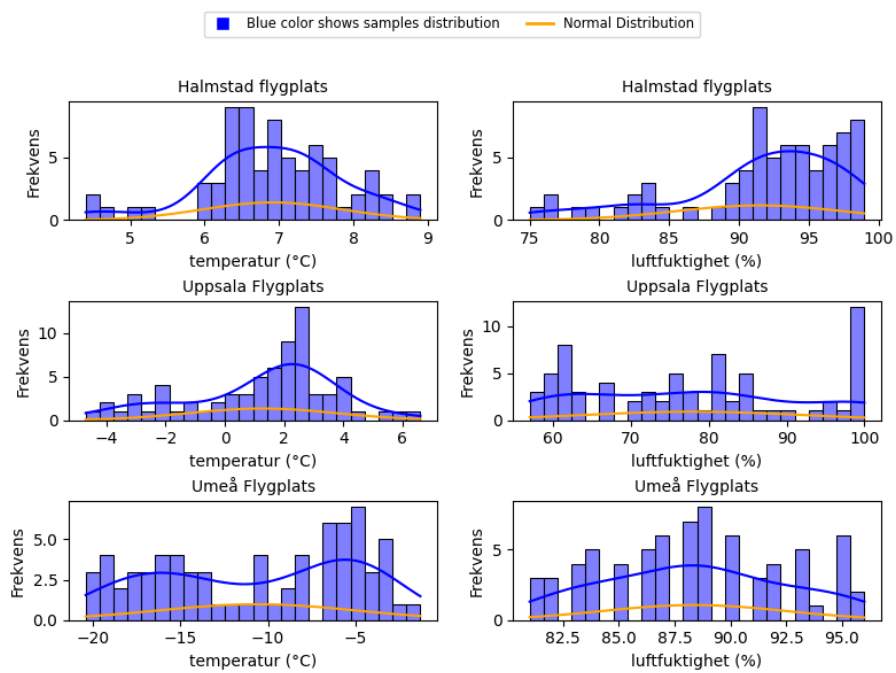 Blue color shows samples distribution
Normal Distribution
Halmstad flygplats
Frekvens
5
0
5
6
7
8
9
temperatur (°C)
Halmstad flygplats
Frekvens
5
0
75
80
85
90
95
100
luftfuktighet (%)
Uppsala Flygplats
Frekvens
10
5
0
−4
−2
0
2
4
6
temperatur (°C)
Uppsala Flygplats
Frekvens
10
5
0
60
70
80
90
100
luftfuktighet (%)
Umeå Flygplats
Frekvens
5.0
2.5
0.0
−20
−15
−10
−5
temperatur (°C)
Umeå Flygplats
Frekvens
5
0
82.5
85.0
87.5
90.0
92.5
95.0
luftfuktighet (%)